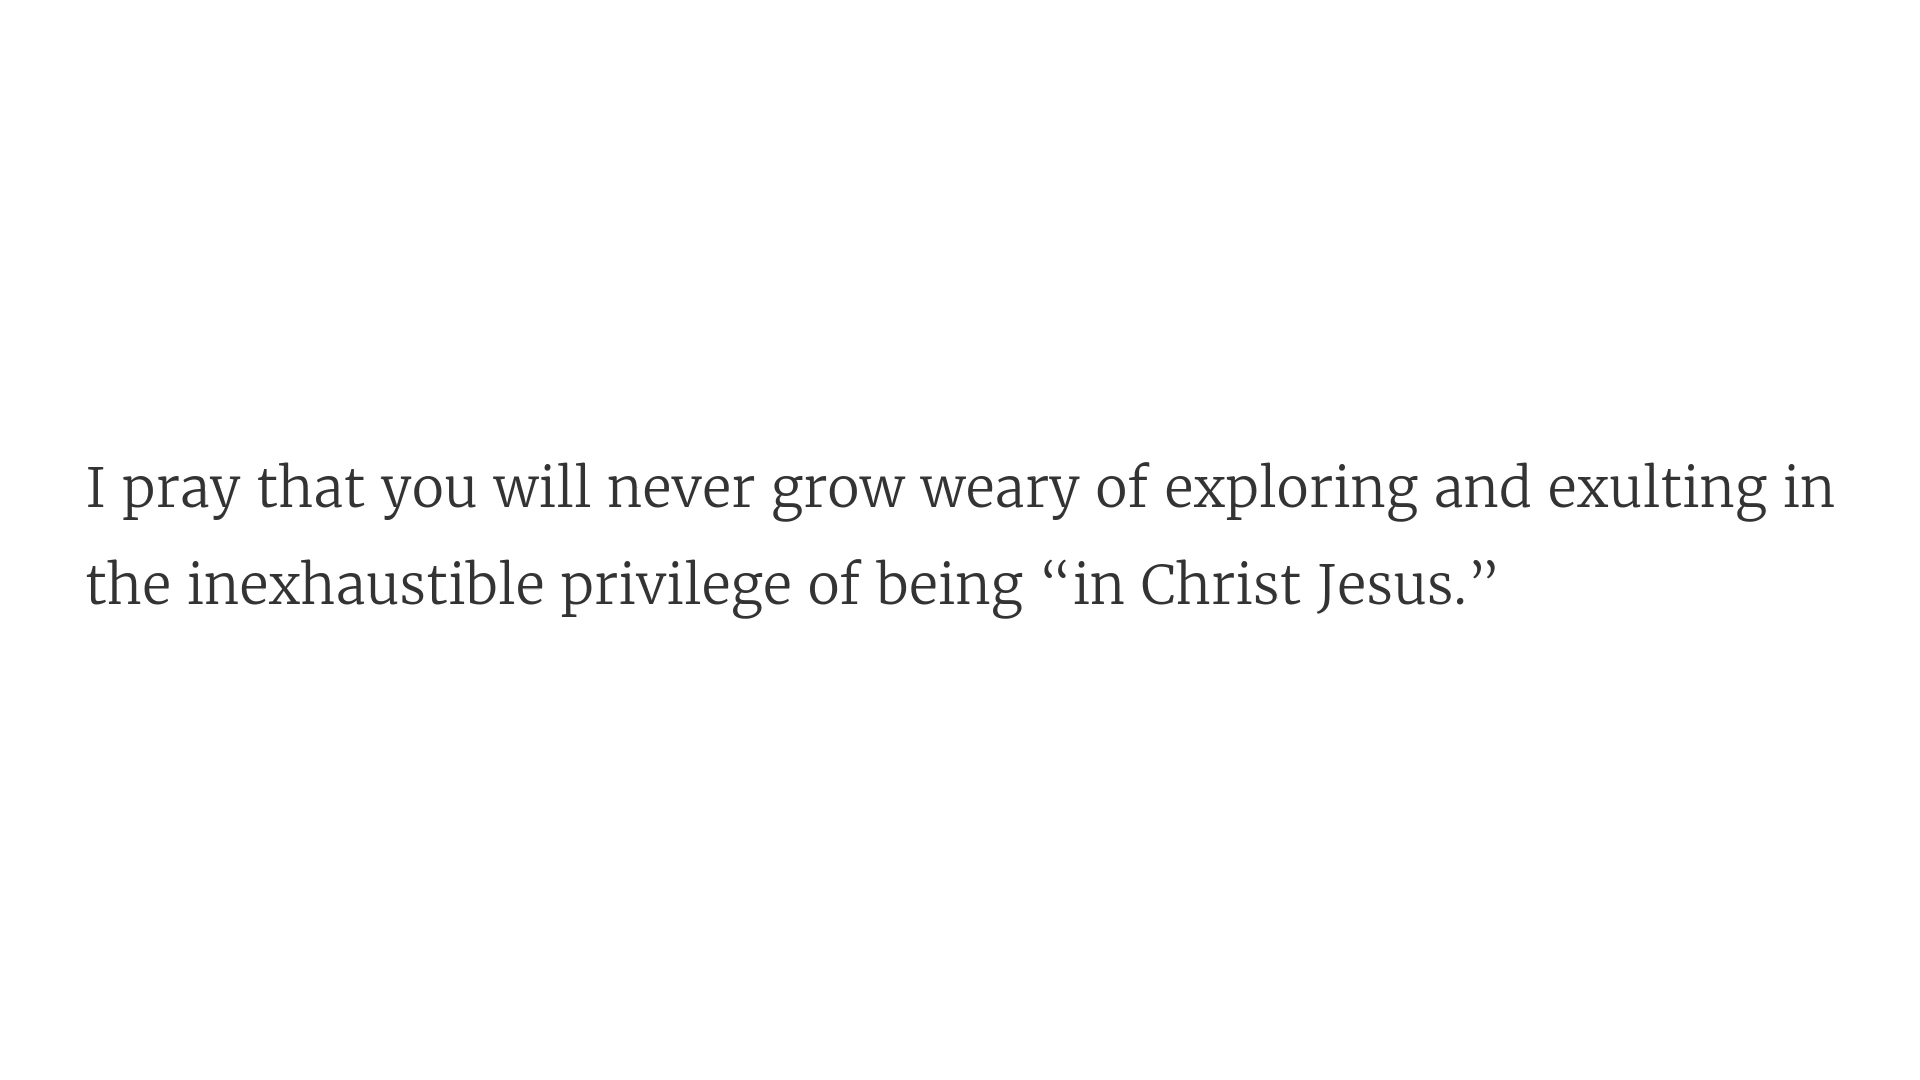 I pray that you will never grow weary of exploring and exulting in
the inexhaustible privilege of being “in Christ Jesus.”